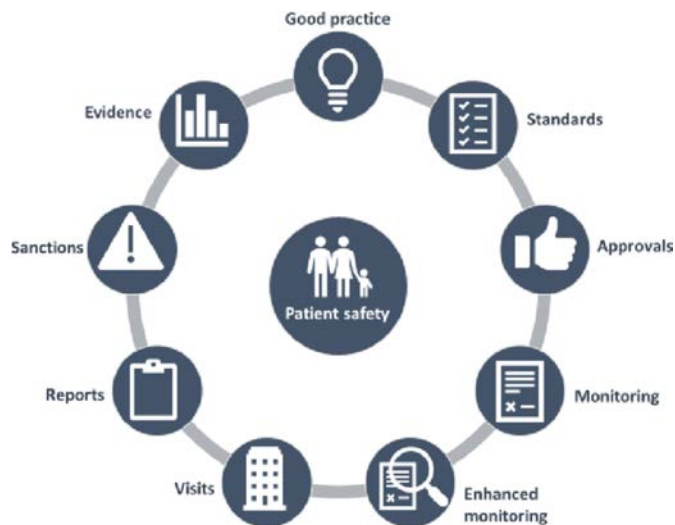 Good practice
Evidence
Standards
Sanctions
Approvals
Patient safety
Reports
Monitoring
Visits
Enhanced
monitoring